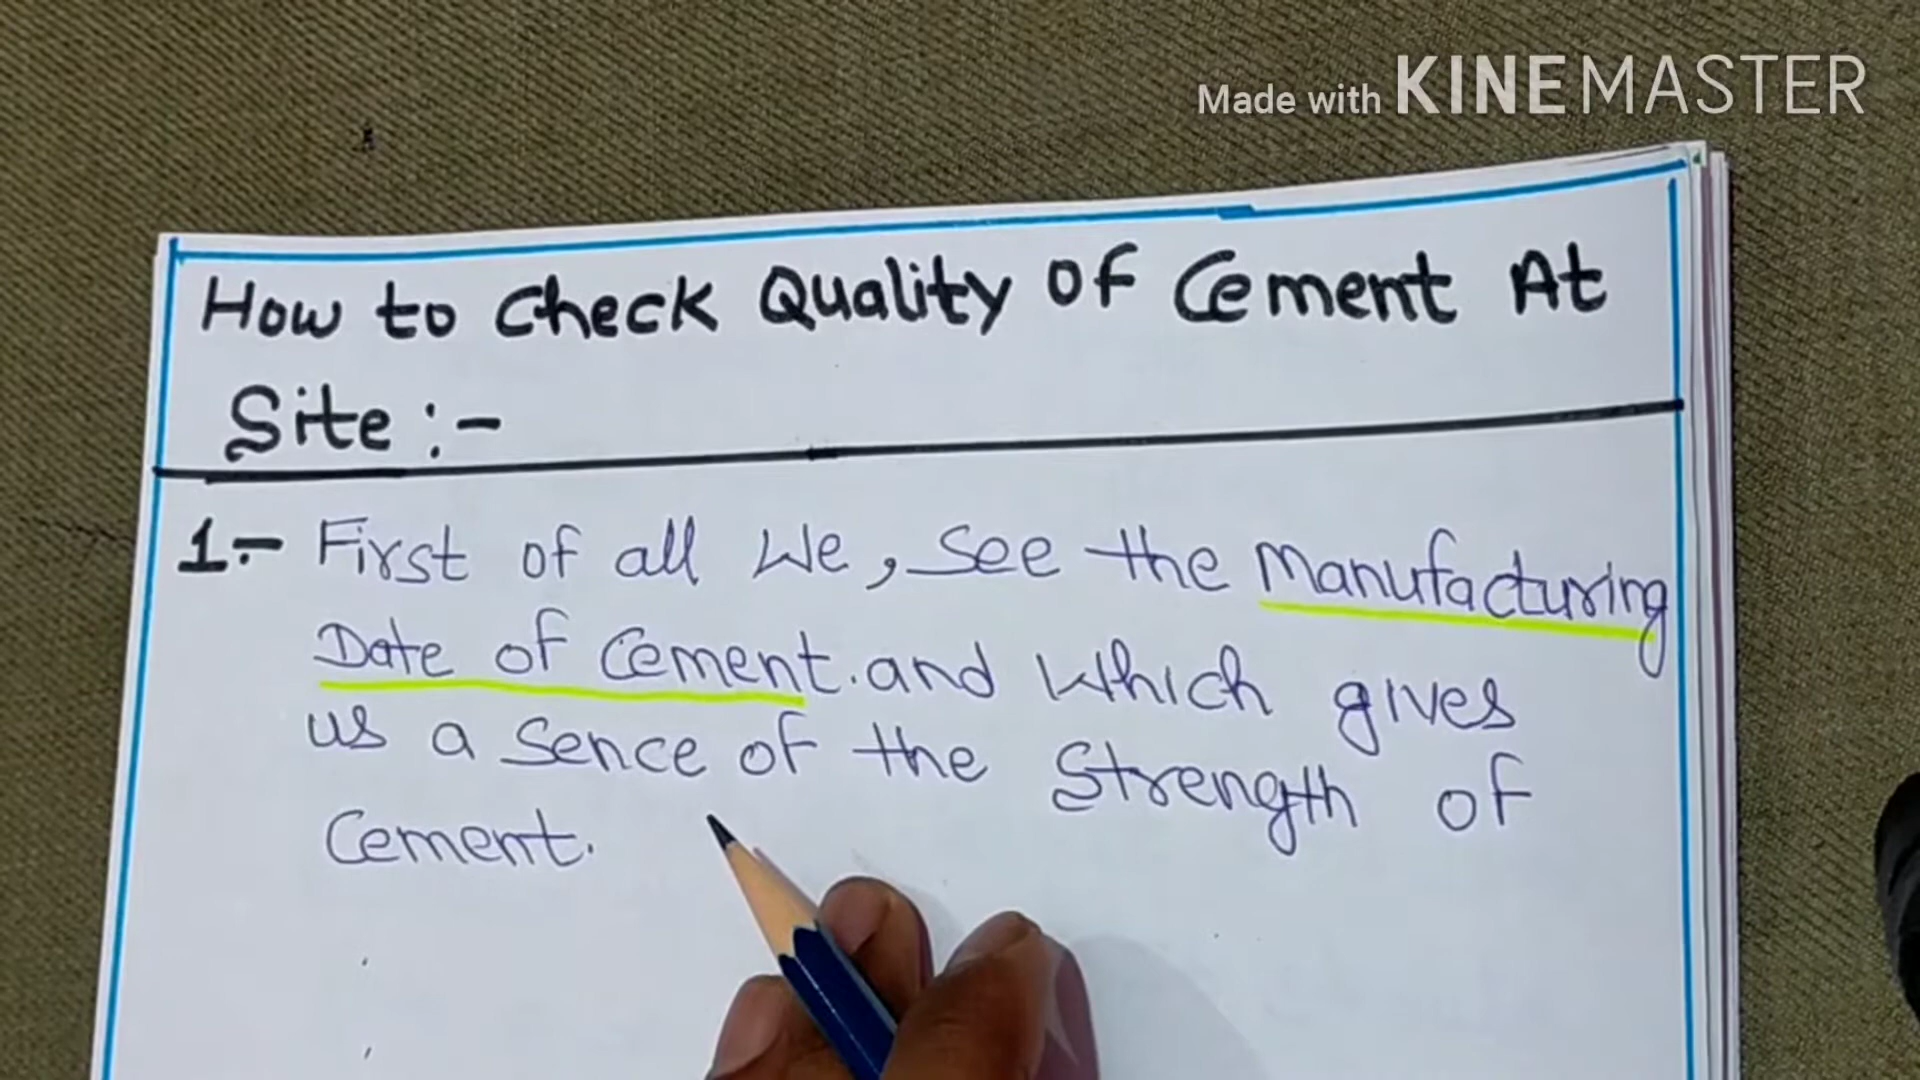 Made with KINEMASTER
How to Check Quality Of Cement At
Site :-
1.- First of all We, See the Manufacturing
Date of Cement. and Which gives
us a Sence of the Strength of
Cement.